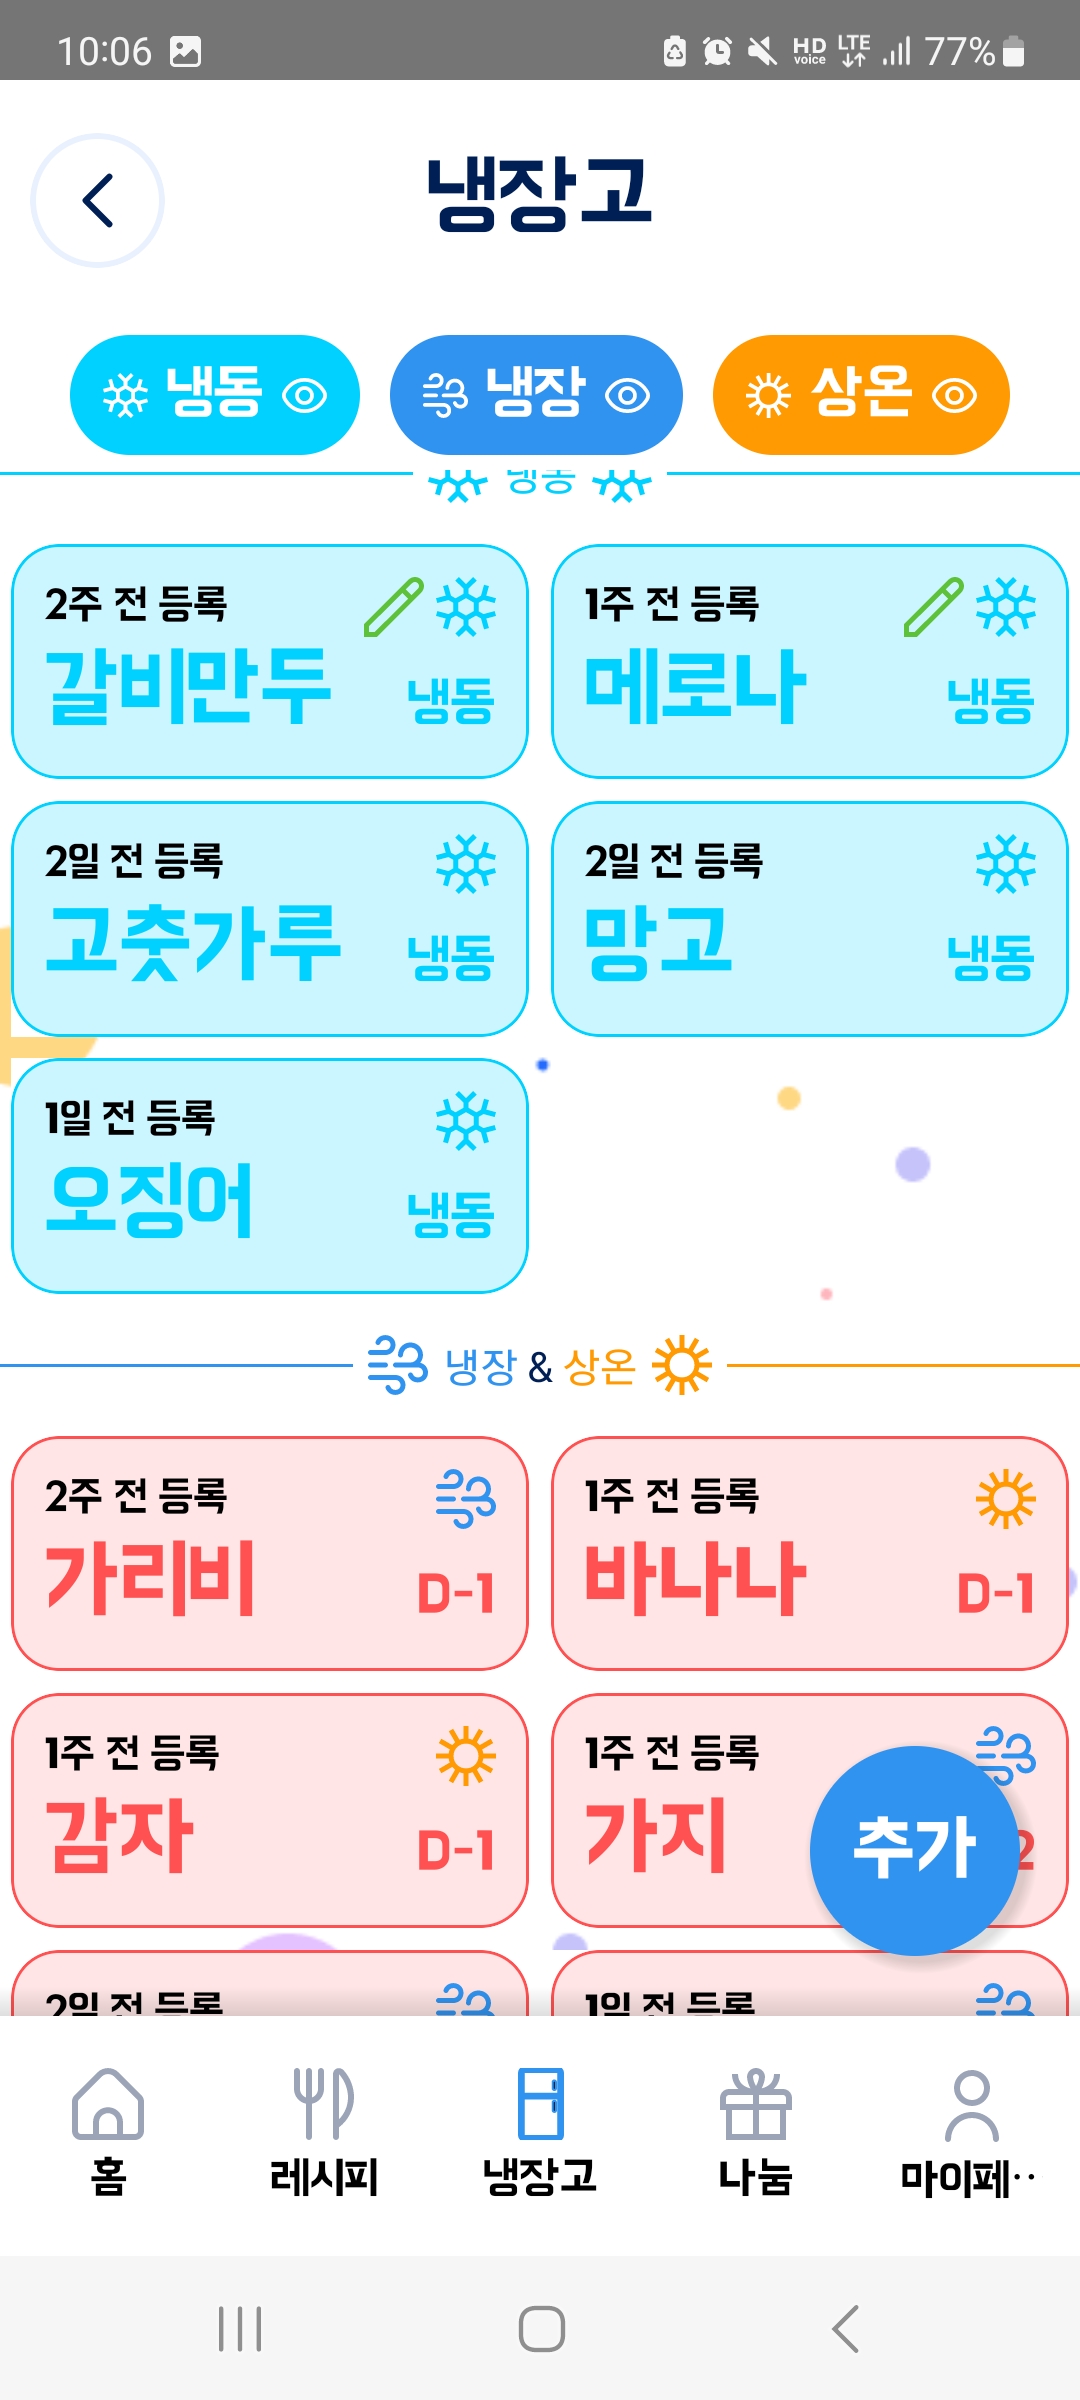 10:06 HD voice LTE 77%
냉장고
냉동 냉장 상온
냉동
2주 전 등록
갈비만두 냉동
1주 전 등록
메로나 냉동
2일 전 등록
고춧가루 냉동
2일 전 등록
망고 냉동
1일 전 등록
오징어 냉동
냉장 & 상온
2주 전 등록
가리비 D-1
1주 전 등록
바나나 D-1
1주 전 등록
감자 D-1
1주 전 등록
가지 2
추가
2일 전 등록
1일 전 등록
홈 레시피 냉장고 나눔 마이페···